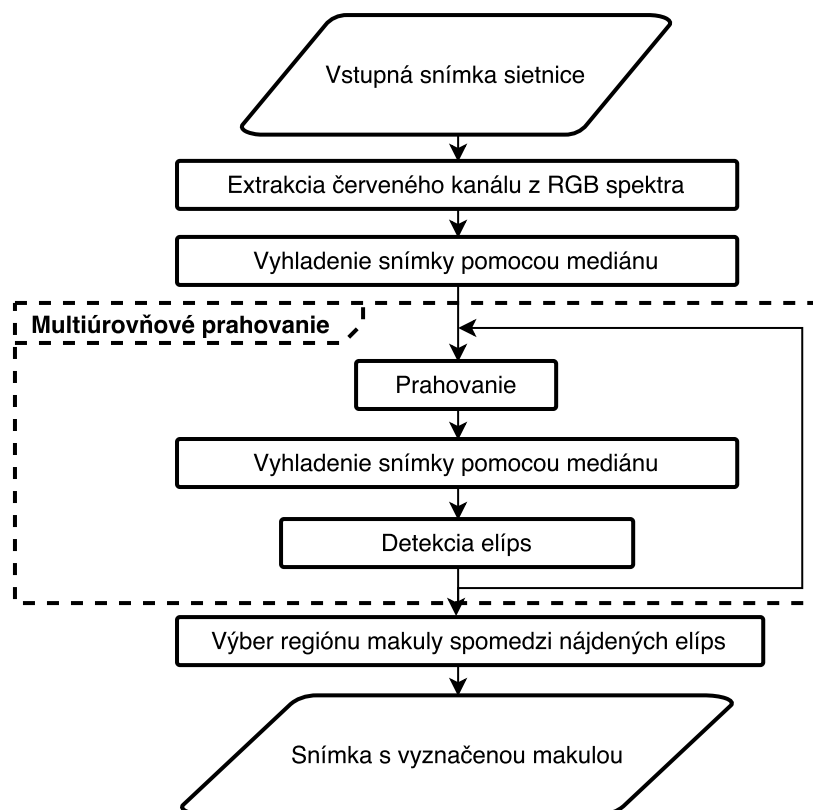 Vstupná snímka sietnice
Extrakcia červeného kanálu z RGB spektra
Vyhladenie snímky pomocou mediánu
Multiúrovňové prahovanie
Prahovanie
Vyhladenie snímky pomocou mediánu
Detekcia elíps
Výber regiónu makuly spomedzi nájdených elíps
Snímka s vyznačenou makulou